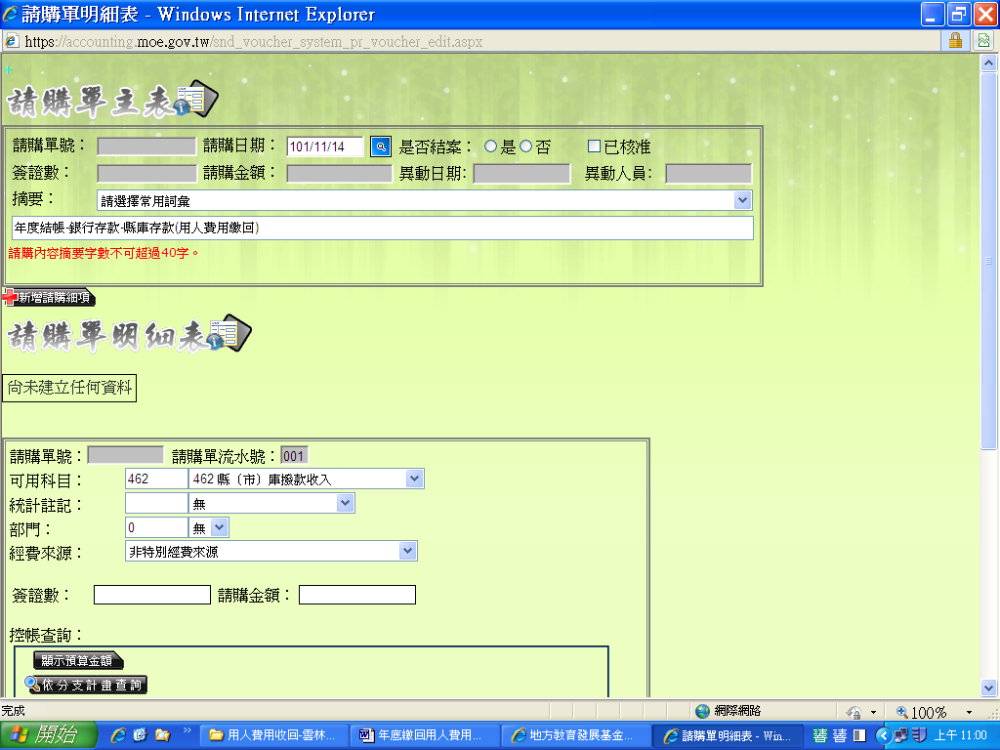 請購單明細表 - Windows Internet Explorer
https://accounting.moe.gov.tw/snd_voucher_system_pr_voucher_edit.aspx
請購單主表
請購單號： 請購日期： 101/11/14 是否結案： 是 否 已核准
簽證數： 請購金額： 異動日期: 異動人員:
摘要： 請選擇常用詞彙
年度結帳-銀行存款-縣庫存款(用人費用繳回)
請購內容摘要字數不可超過40字。
新增請購細項
請購單明細表
尚未建立任何資料
請購單號： 請購單流水號： 001
可用科目： 462 462 縣（市）庫撥款收入
統計註記： 無
部門： 0 無
經費來源： 非特別經費來源
簽證數： 請購金額：
控帳查詢：
顯示預算金額
依分支計畫查詢
完成 網際網路 100%
開始 用人費用收回-雲林... 年底繳回用人費用... 地方教育發展基金... 請購單明細表 - Win... 上午 11:00